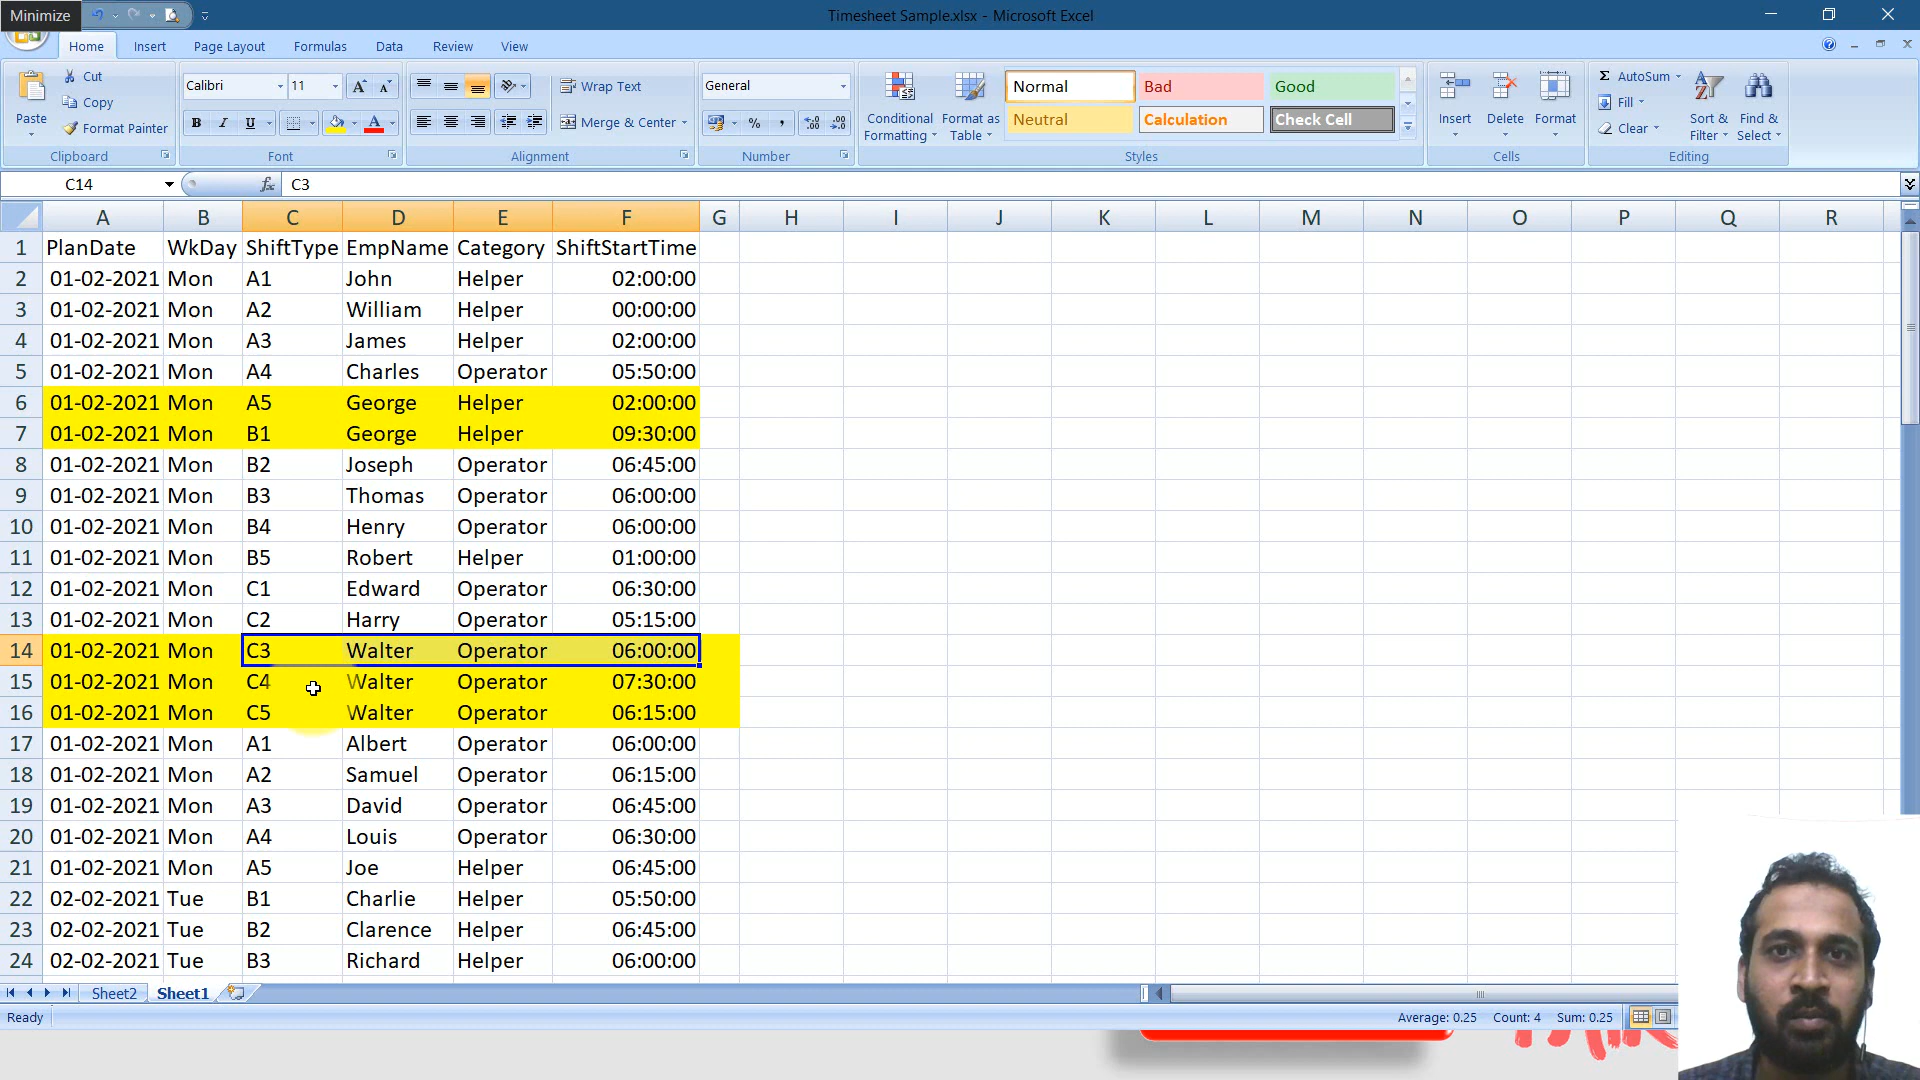 Minimize
Timesheet Sample.xlsx - Microsoft Excel
Home Insert Page Layout Formulas Data Review View
Paste Cut Copy Format Painter Clipboard
Calibri 11 B I U Font
Wrap Text Merge & Center Alignment
General % , Number
Conditional Formatting Format as Table
Normal Bad Good
Neutral Calculation Check Cell
Styles
Insert Delete Format Cells
Σ AutoSum Fill Clear Sort & Filter Find & Select Editing
C14 fx C3
A B C D E F G H I J K L M N O P Q R
1 PlanDate WkDay ShiftType EmpName Category ShiftStartTime
2 01-02-2021 Mon A1 John Helper 02:00:00
3 01-02-2021 Mon A2 William Helper 00:00:00
4 01-02-2021 Mon A3 James Helper 02:00:00
5 01-02-2021 Mon A4 Charles Operator 05:50:00
6 01-02-2021 Mon A5 George Helper 02:00:00
7 01-02-2021 Mon B1 George Helper 09:30:00
8 01-02-2021 Mon B2 Joseph Operator 06:45:00
9 01-02-2021 Mon B3 Thomas Operator 06:00:00
10 01-02-2021 Mon B4 Henry Operator 06:00:00
11 01-02-2021 Mon B5 Robert Helper 01:00:00
12 01-02-2021 Mon C1 Edward Operator 06:30:00
13 01-02-2021 Mon C2 Harry Operator 05:15:00
14 01-02-2021 Mon C3 Walter Operator 06:00:00
15 01-02-2021 Mon C4 Walter Operator 07:30:00
16 01-02-2021 Mon C5 Walter Operator 06:15:00
17 01-02-2021 Mon A1 Albert Operator 06:00:00
18 01-02-2021 Mon A2 Samuel Operator 06:15:00
19 01-02-2021 Mon A3 David Operator 06:45:00
20 01-02-2021 Mon A4 Louis Operator 06:30:00
21 01-02-2021 Mon A5 Joe Helper 06:45:00
22 02-02-2021 Tue B1 Charlie Helper 05:50:00
23 02-02-2021 Tue B2 Clarence Helper 06:45:00
24 02-02-2021 Tue B3 Richard Helper 06:00:00
Sheet2 Sheet1
Ready Average: 0.25 Count: 4 Sum: 0.25